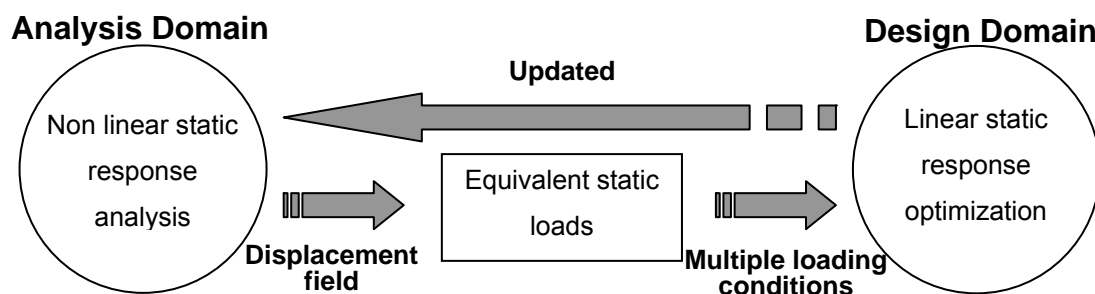 Analysis Domain
Design Domain
Updated
Non linear static
response
analysis
Equivalent static
loads
Linear static
response
optimization
Displacement
field
Multiple loading
conditions